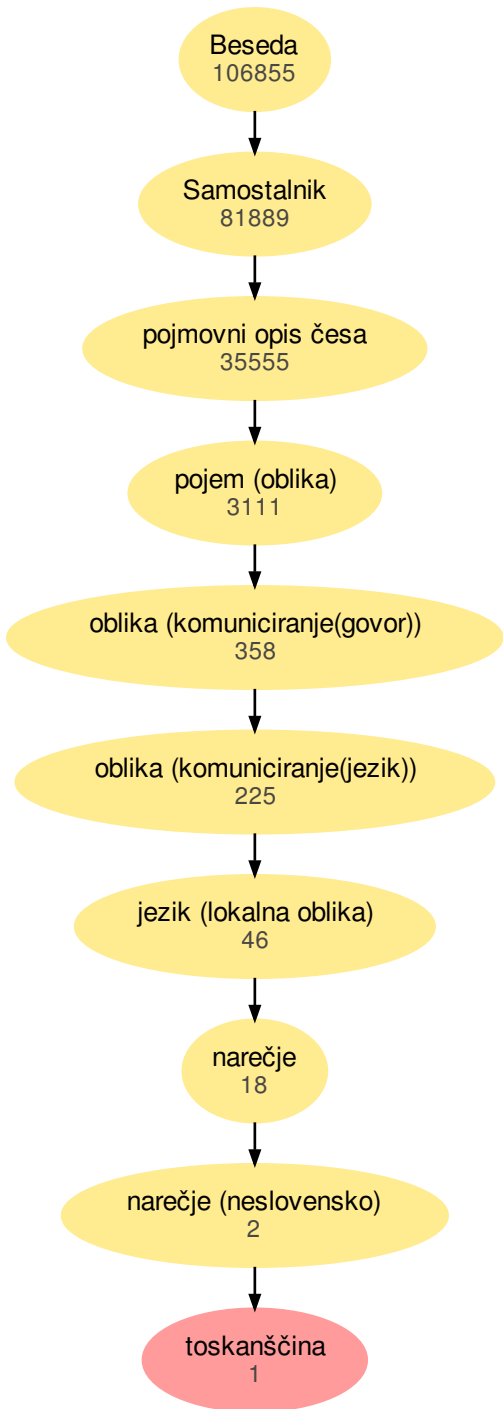 Beseda
106855
Samostalnik
81889
pojmovni opis česa
35555
pojem (oblika)
3111
oblika (komuniciranje(govor))
358
oblika (komuniciranje(jezik))
225
jezik (lokalna oblika)
46
narečje
18
narečje (neslovensko)
2
toskanščina
1